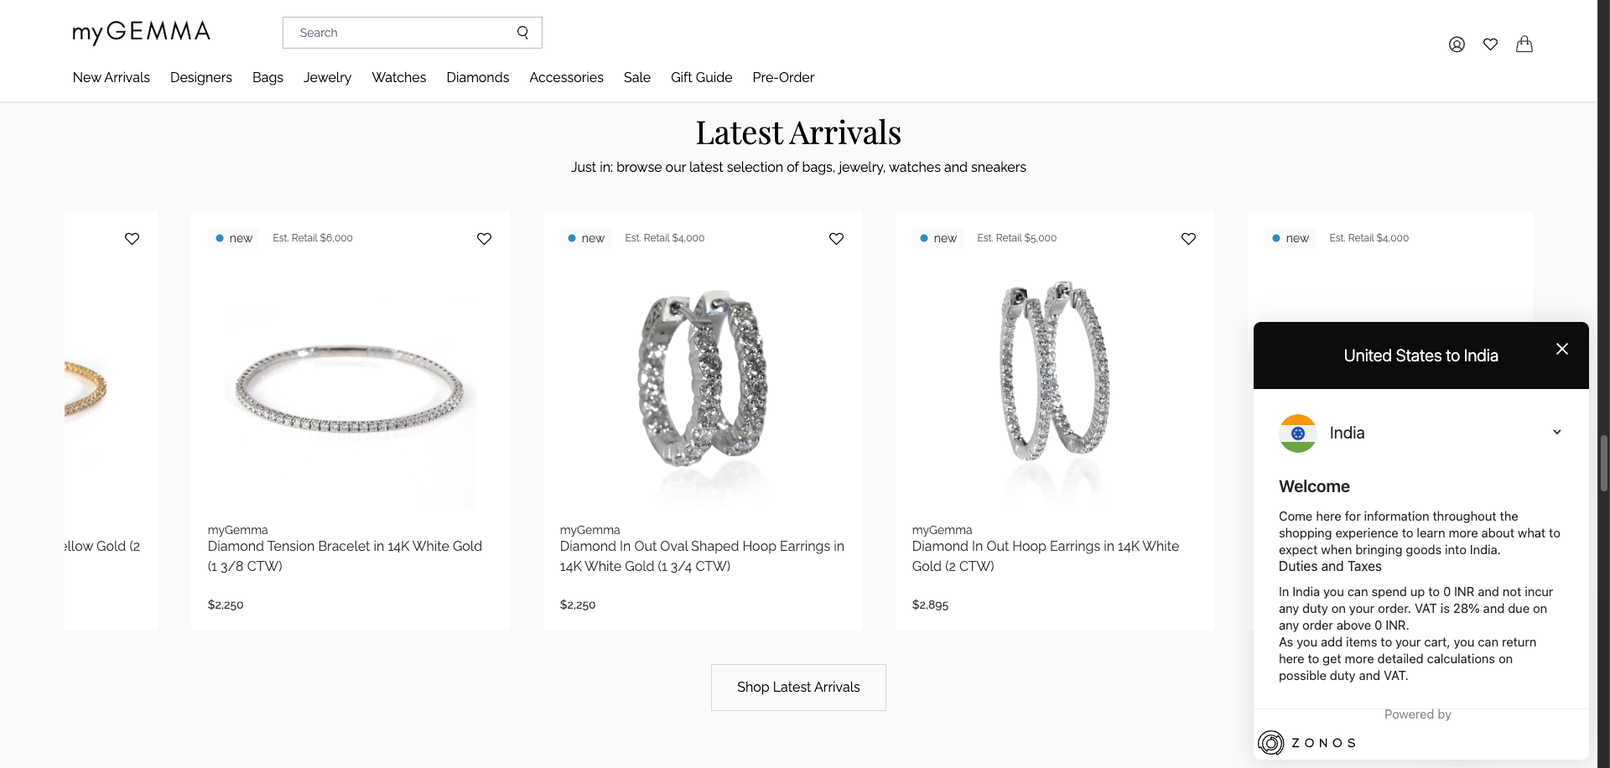 myGEMMA
Search
New Arrivals Designers Bags Jewelry Watches Diamonds Accessories Sale Gift Guide Pre-Order
Latest Arrivals
Just in: browse our latest selection of bags, jewelry, watches and sneakers
ellow Gold (2
new Est. Retail $6,000
myGemma
Diamond Tension Bracelet in 14K White Gold
(1 3/8 CTW)
$2,250
new Est. Retail $4,000
myGemma
Diamond In Out Oval Shaped Hoop Earrings in
14K White Gold (1 3/4 CTW)
$2,250
new Est. Retail $5,000
myGemma
Diamond In Out Hoop Earrings in 14K White
Gold (2 CTW)
$2,895
new Est. Retail $4,000
Shop Latest Arrivals
United States to India
India
Welcome
Come here for information throughout the
shopping experience to learn more about what to
expect when bringing goods into India.
Duties and Taxes
In India you can spend up to 0 INR and not incur
any duty on your order. VAT is 28% and due on
any order above 0 INR.
As you add items to your cart, you can return
here to get more detailed calculations on
possible duty and VAT.
Powered by
ZONOS